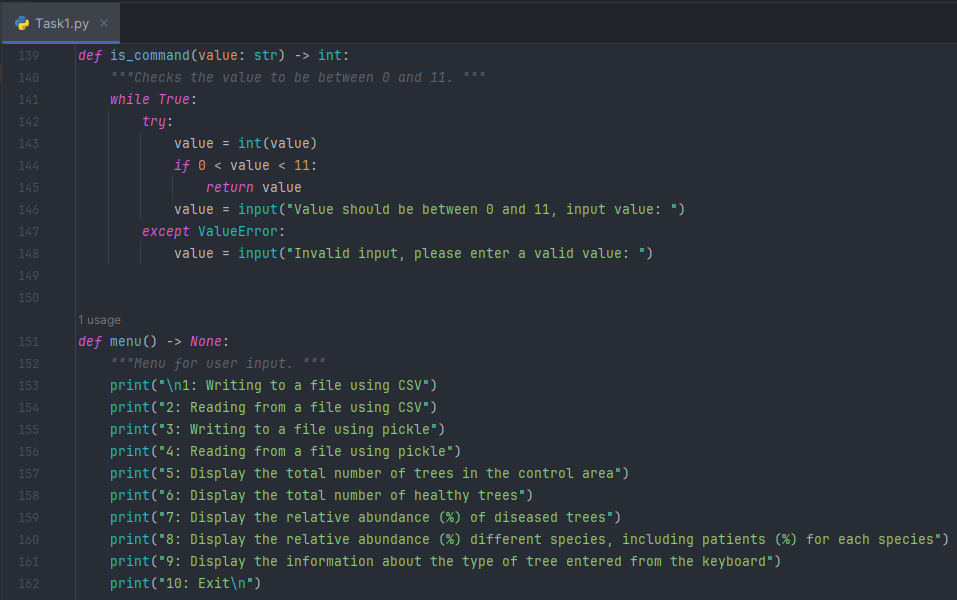 Task1.py
139 def is_command(value: str) -> int:
140     """Checks the value to be between 0 and 11. """
141     while True:
142         try:
143             value = int(value)
144             if 0 < value < 11:
145                 return value
146             value = input("Value should be between 0 and 11, input value: ")
147         except ValueError:
148             value = input("Invalid input, please enter a valid value: ")
149
150
1 usage
151 def menu() -> None:
152     """Menu for user input. """
153     print("\n1: Writing to a file using CSV")
154     print("2: Reading from a file using CSV")
155     print("3: Writing to a file using pickle")
156     print("4: Reading from a file using pickle")
157     print("5: Display the total number of trees in the control area")
158     print("6: Display the total number of healthy trees")
159     print("7: Display the relative abundance (%) of diseased trees")
160     print("8: Display the relative abundance (%) different species, including patients (%) for each species")
161     print("9: Display the information about the type of tree entered from the keyboard")
162     print("10: Exit\n")